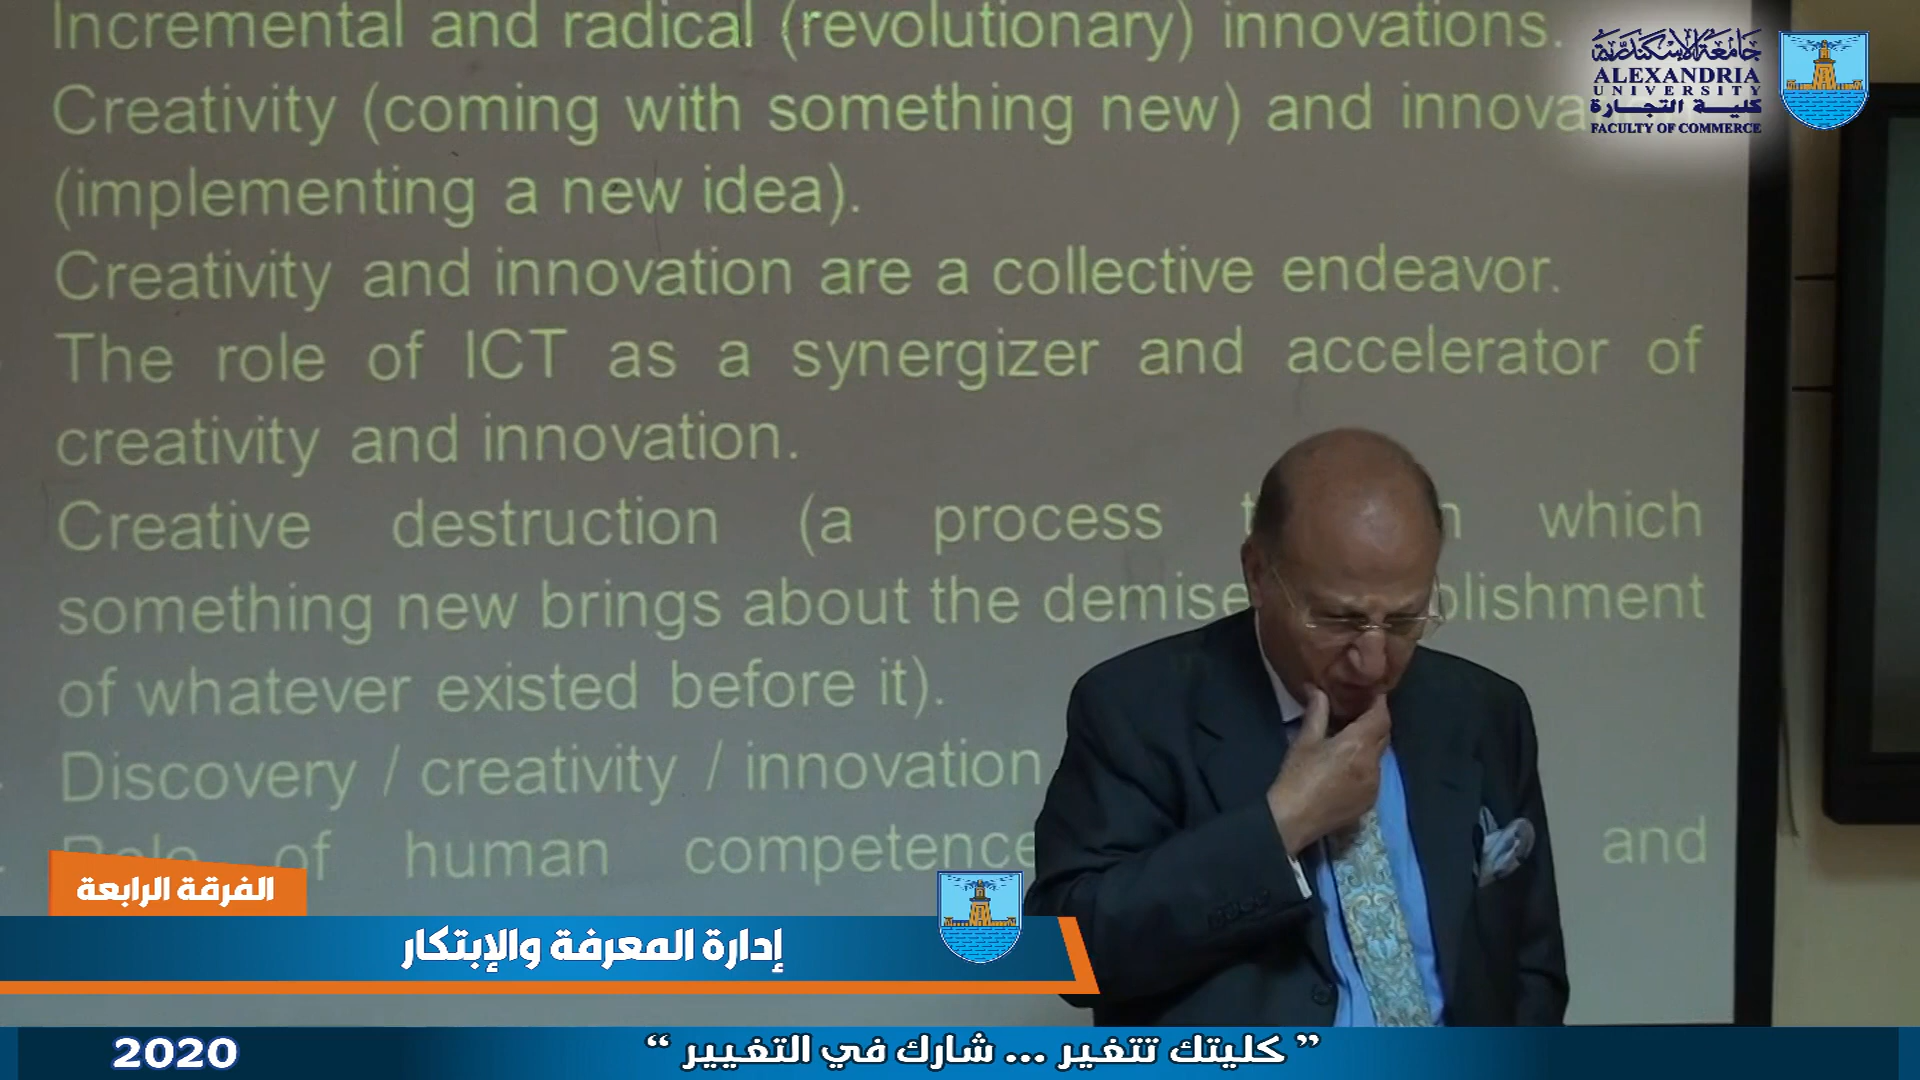 Incremental and radical (revolutionary) innovations.
Creativity (coming with something new) and innova
(implementing a new idea).
Creativity and innovation are a collective endeavor.
The role of ICT as a synergizer and accelerator of
creativity and innovation.
Creative destruction (a process which
something new brings about the demise
of whatever existed before it).
Discovery / creativity / innovation
Role of human competence and
جامعة الإسكندرية
ALEXANDRIA
UNIVERSITY
كلية التجارة
FACULTY OF COMMERCE
الفرقة الرابعة
إدارة المعرفة والإبتكار
2020
” كليتك تتغير ... شارك في التغيير “